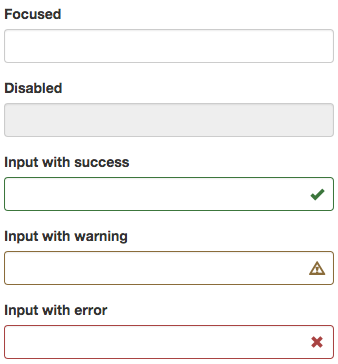 Focused
Disabled
Input with success
Input with warning
Input with error